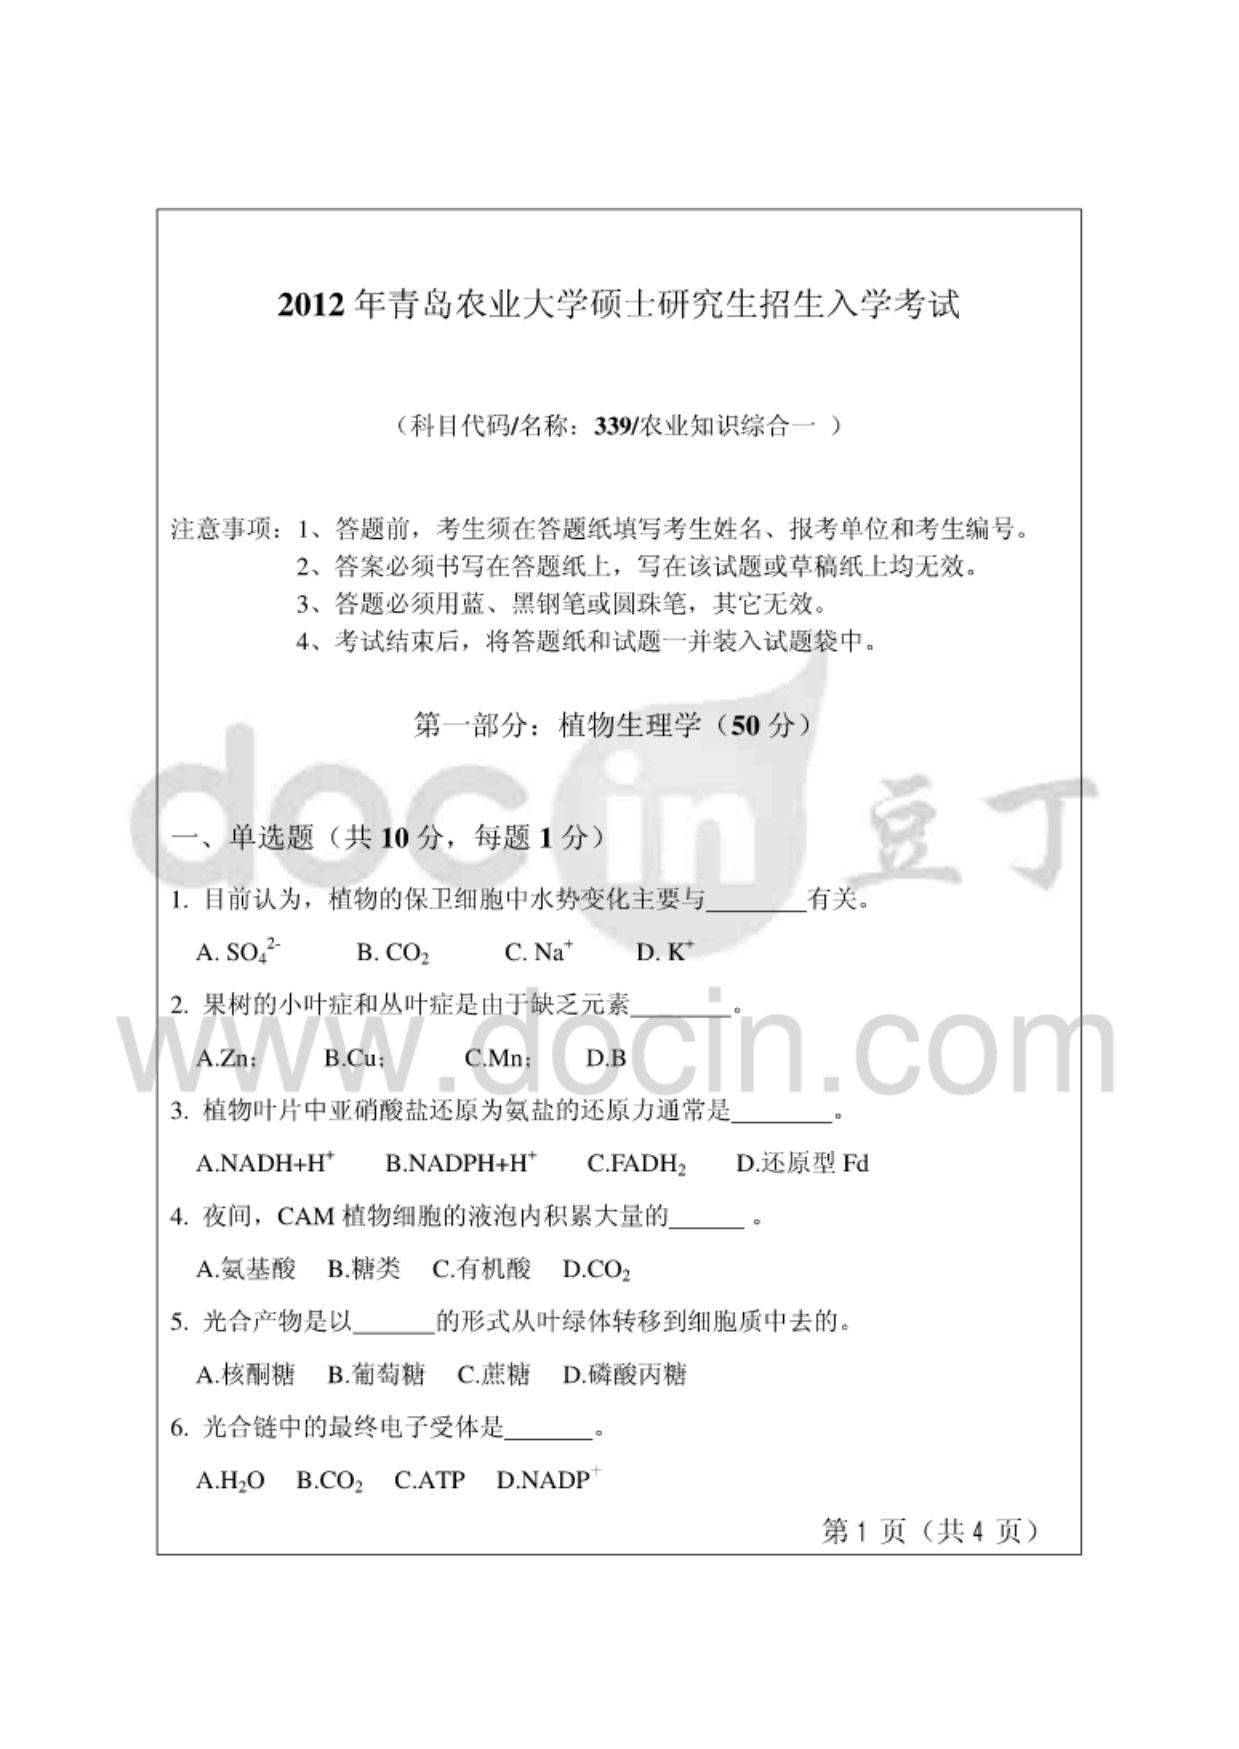 2012 年青岛农业大学硕士研究生招生入学考试
（科目代码/名称：339/农业知识综合一 ）
注意事项：1、答题前，考生须在答题纸填写考生姓名、报考单位和考生编号。
2、答案必须书写在答题纸上，写在该试题或草稿纸上均无效。
3、答题必须用蓝、黑钢笔或圆珠笔，其它无效。
4、考试结束后，将答题纸和试题一并装入试题袋中。
第一部分：植物生理学（50 分）
docin 豆丁
一、单选题（共 10 分，每题 1 分）
1. 目前认为，植物的保卫细胞中水势变化主要与________有关。
A. SO₄²⁻ B. CO₂ C. Na⁺ D. K⁺
2. 果树的小叶症和丛叶症是由于缺乏元素________。
www.docin.com
A.Zn； B.Cu； C.Mn； D.B
3. 植物叶片中亚硝酸盐还原为氨盐的还原力通常是________。
A.NADH+H⁺ B.NADPH+H⁺ C.FADH₂ D.还原型 Fd
4. 夜间，CAM 植物细胞的液泡内积累大量的______ 。
A.氨基酸 B.糖类 C.有机酸 D.CO₂
5. 光合产物是以______的形式从叶绿体转移到细胞质中去的。
A.核酮糖 B.葡萄糖 C.蔗糖 D.磷酸丙糖
6. 光合链中的最终电子受体是_______。
A.H₂O B.CO₂ C.ATP D.NADP⁺
第 1 页（共 4 页）